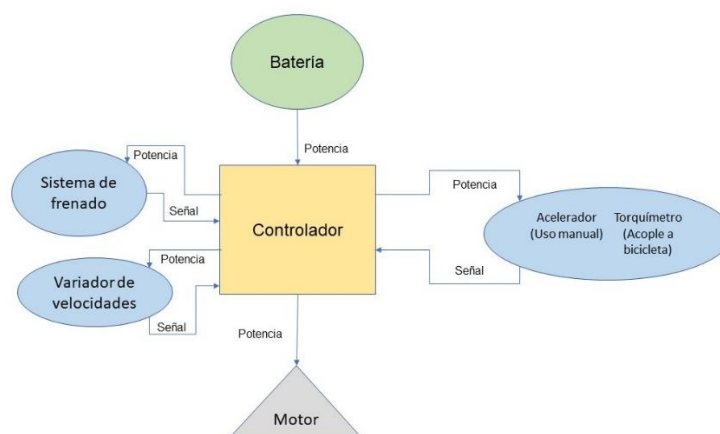 Batería
Potencia
Potencia
Sistema de
frenado
Señal
Potencia
Variador de
velocidades
Señal
Controlador
Potencia
Acelerador Torquímetro
(Uso manual) (Acople a
bicicleta)
Señal
Potencia
Motor